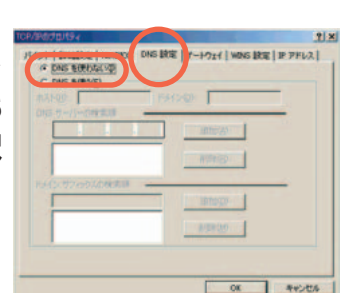 TCP/IPのプロパティ
DNS 設定 ゲートウェイ WINS 設定 IP アドレス
DNS を使わない(I)
DNS を使う(E)
ホスト(H) ドメイン(O)
DNS サーバーの検索順
追加(A)
削除(R)
ドメイン サフィックスの検索順
追加(D)
削除(M)
OK キャンセル